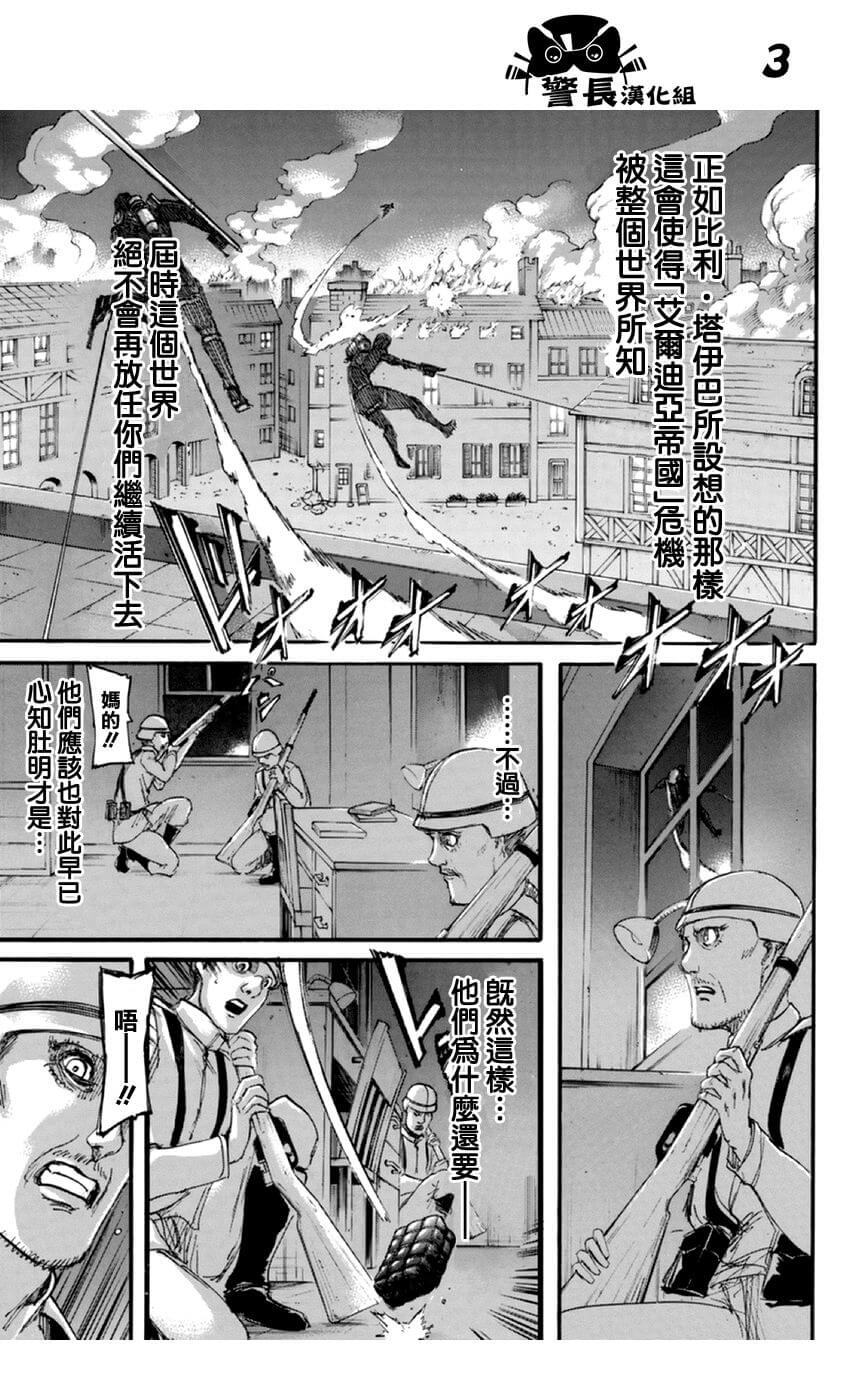 警長漢化組
3
正如比利・塔伊巴所設想的那樣
這會使得「艾爾迪亞帝國」危機
被整個世界所知
屆時這個世界
絕不會再放任你們繼續活下去
……不過…
媽的!!
他們應該也對此早已
心知肚明才是…
既然這樣…
他們為什麼還要——
唔——!!